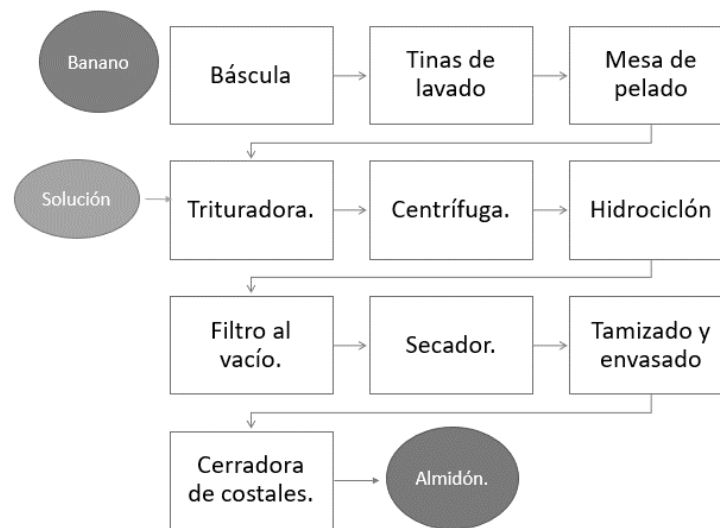 Banano
Báscula
Tinas de
lavado
Mesa de
pelado
Solución
Trituradora.
Centrífuga.
Hidrociclón
Filtro al
vacío.
Secador.
Tamizado y
envasado
Cerradora
de costales.
Almidón.